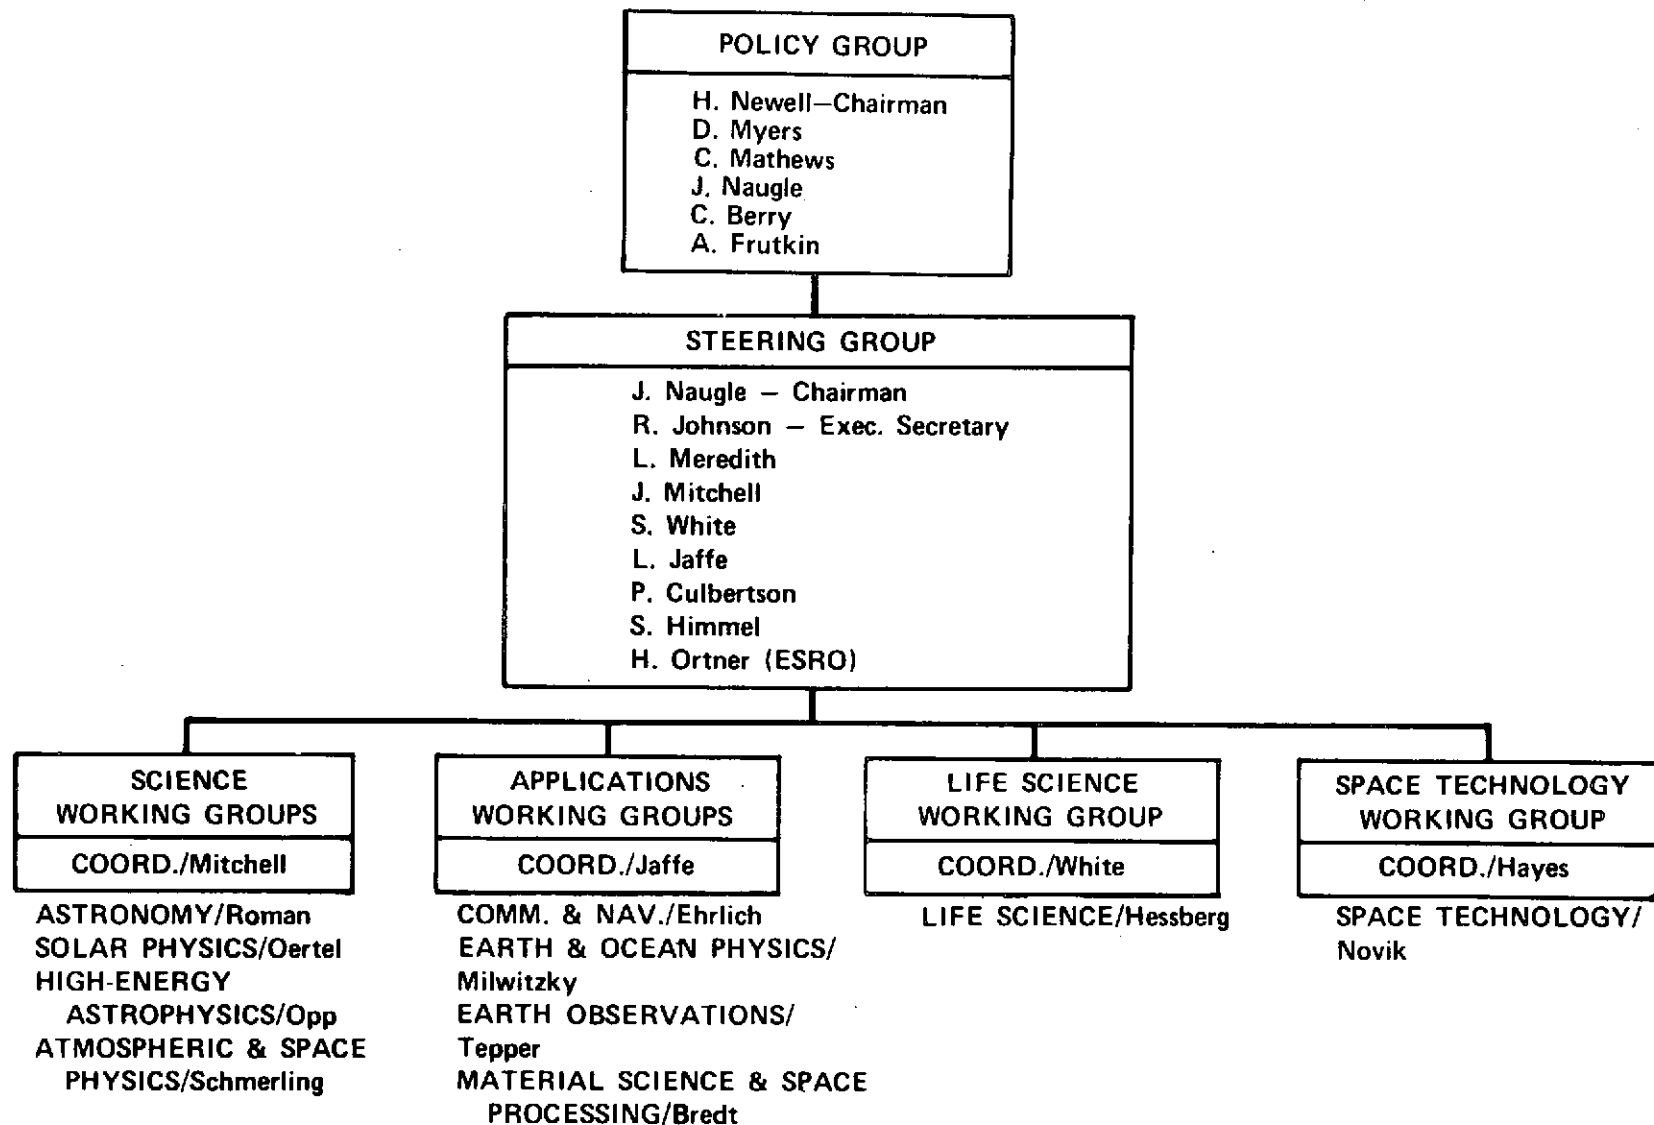 POLICY GROUP
H. Newell—Chairman
D. Myers
C. Mathews
J. Naugle
C. Berry
A. Frutkin
STEERING GROUP
J. Naugle — Chairman
R. Johnson — Exec. Secretary
L. Meredith
J. Mitchell
S. White
L. Jaffe
P. Culbertson
S. Himmel
H. Ortner (ESRO)
SCIENCE
WORKING GROUPS
COORD./Mitchell
ASTRONOMY/Roman
SOLAR PHYSICS/Oertel
HIGH-ENERGY
ASTROPHYSICS/Opp
ATMOSPHERIC & SPACE
PHYSICS/Schmerling
APPLICATIONS
WORKING GROUPS
COORD./Jaffe
COMM. & NAV./Ehrlich
EARTH & OCEAN PHYSICS/
Milwitzky
EARTH OBSERVATIONS/
Tepper
MATERIAL SCIENCE & SPACE
PROCESSING/Bredt
LIFE SCIENCE
WORKING GROUP
COORD./White
LIFE SCIENCE/Hessberg
SPACE TECHNOLOGY
WORKING GROUP
COORD./Hayes
SPACE TECHNOLOGY/
Novik